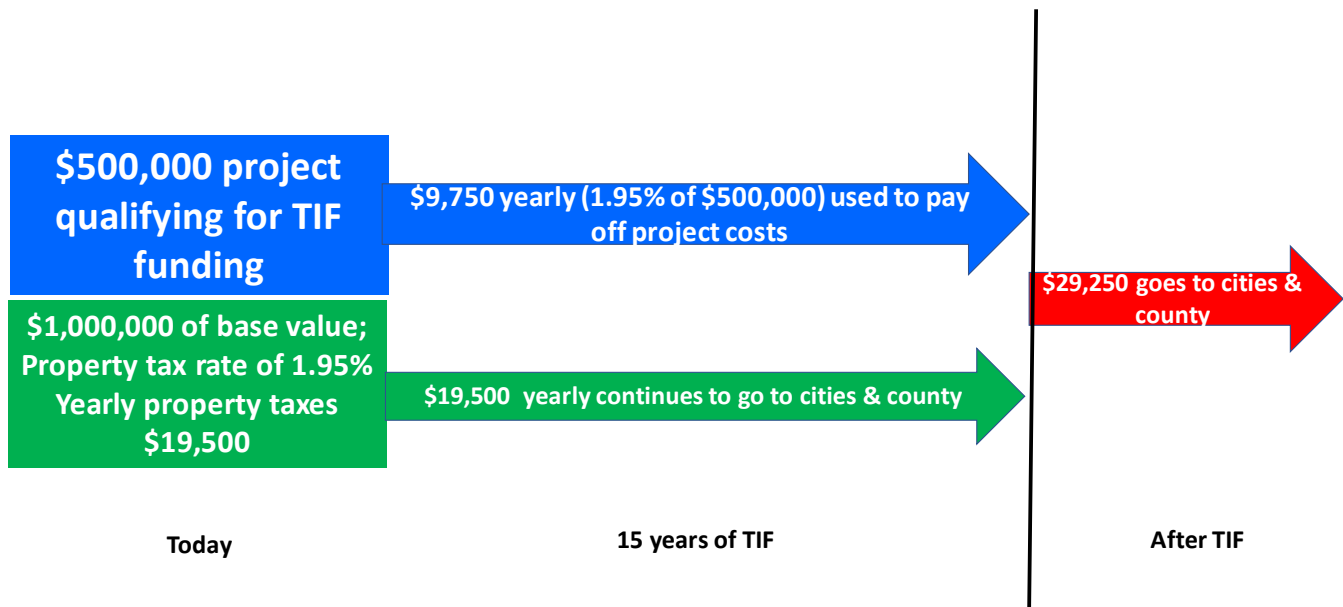 $500,000 project
qualifying for TIF
funding
$9,750 yearly (1.95% of $500,000) used to pay
off project costs
$29,250 goes to cities &
county
$1,000,000 of base value;
Property tax rate of 1.95%
Yearly property taxes
$19,500
$19,500 yearly continues to go to cities & county
Today
15 years of TIF
After TIF